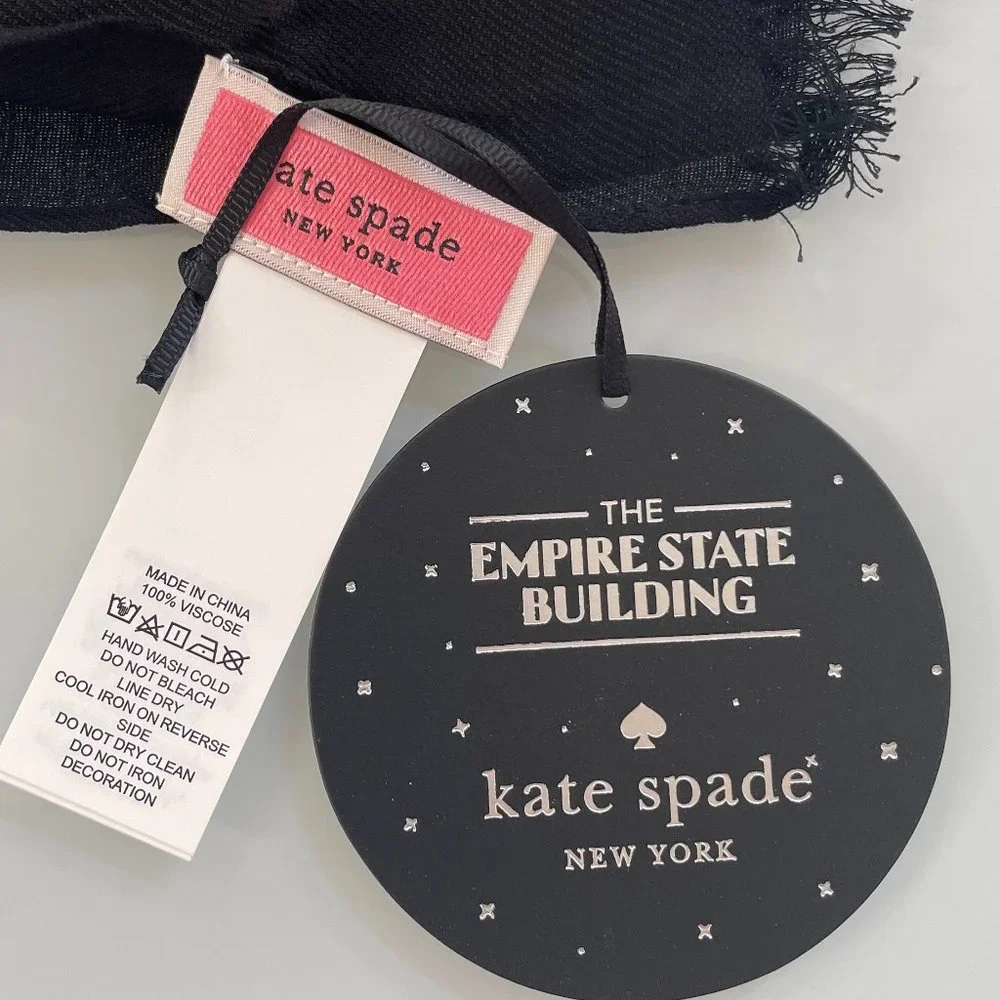 ate spade
NEW YORK
MADE IN CHINA
100% VISCOSE
HAND WASH COLD
DO NOT BLEACH
LINE DRY
COOL IRON ON REVERSE
SIDE
DO NOT DRY CLEAN
DO NOT IRON
DECORATION
THE
EMPIRE STATE
BUILDING
kate spade
NEW YORK